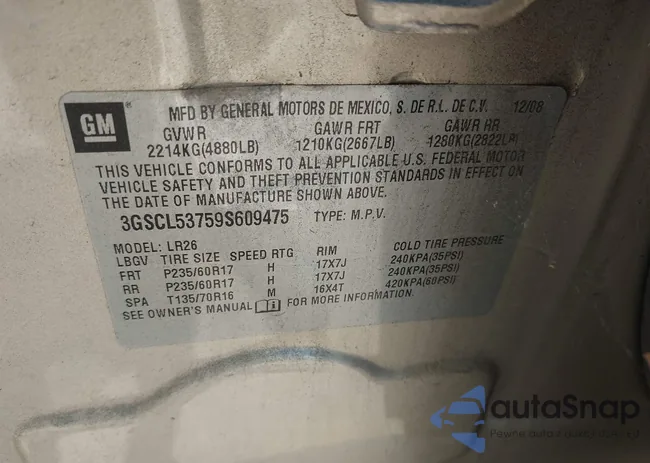 GM
MFD BY GENERAL MOTORS DE MEXICO, S. DE R.L. DE C.V. 12/08
GVWR GAWR FRT GAWR RR
2214KG(4880LB) 1210KG(2667LB) 1280KG(2822LB)
THIS VEHICLE CONFORMS TO ALL APPLICABLE U.S. FEDERAL MOTOR
VEHICLE SAFETY AND THEFT PREVENTION STANDARDS IN EFFECT ON
THE DATE OF MANUFACTURE SHOWN ABOVE.
3GSCL53759S609475 TYPE: M.P.V.
MODEL: LR26
LBGV TIRE SIZE SPEED RTG RIM COLD TIRE PRESSURE
FRT P235/60R17 H 17X7J 240KPA(35PSI)
RR P235/60R17 H 17X7J 240KPA(35PSI)
SPA T135/70R16 M 16X4T 420KPA(60PSI)
SEE OWNER'S MANUAL FOR MORE INFORMATION.
autaSnap